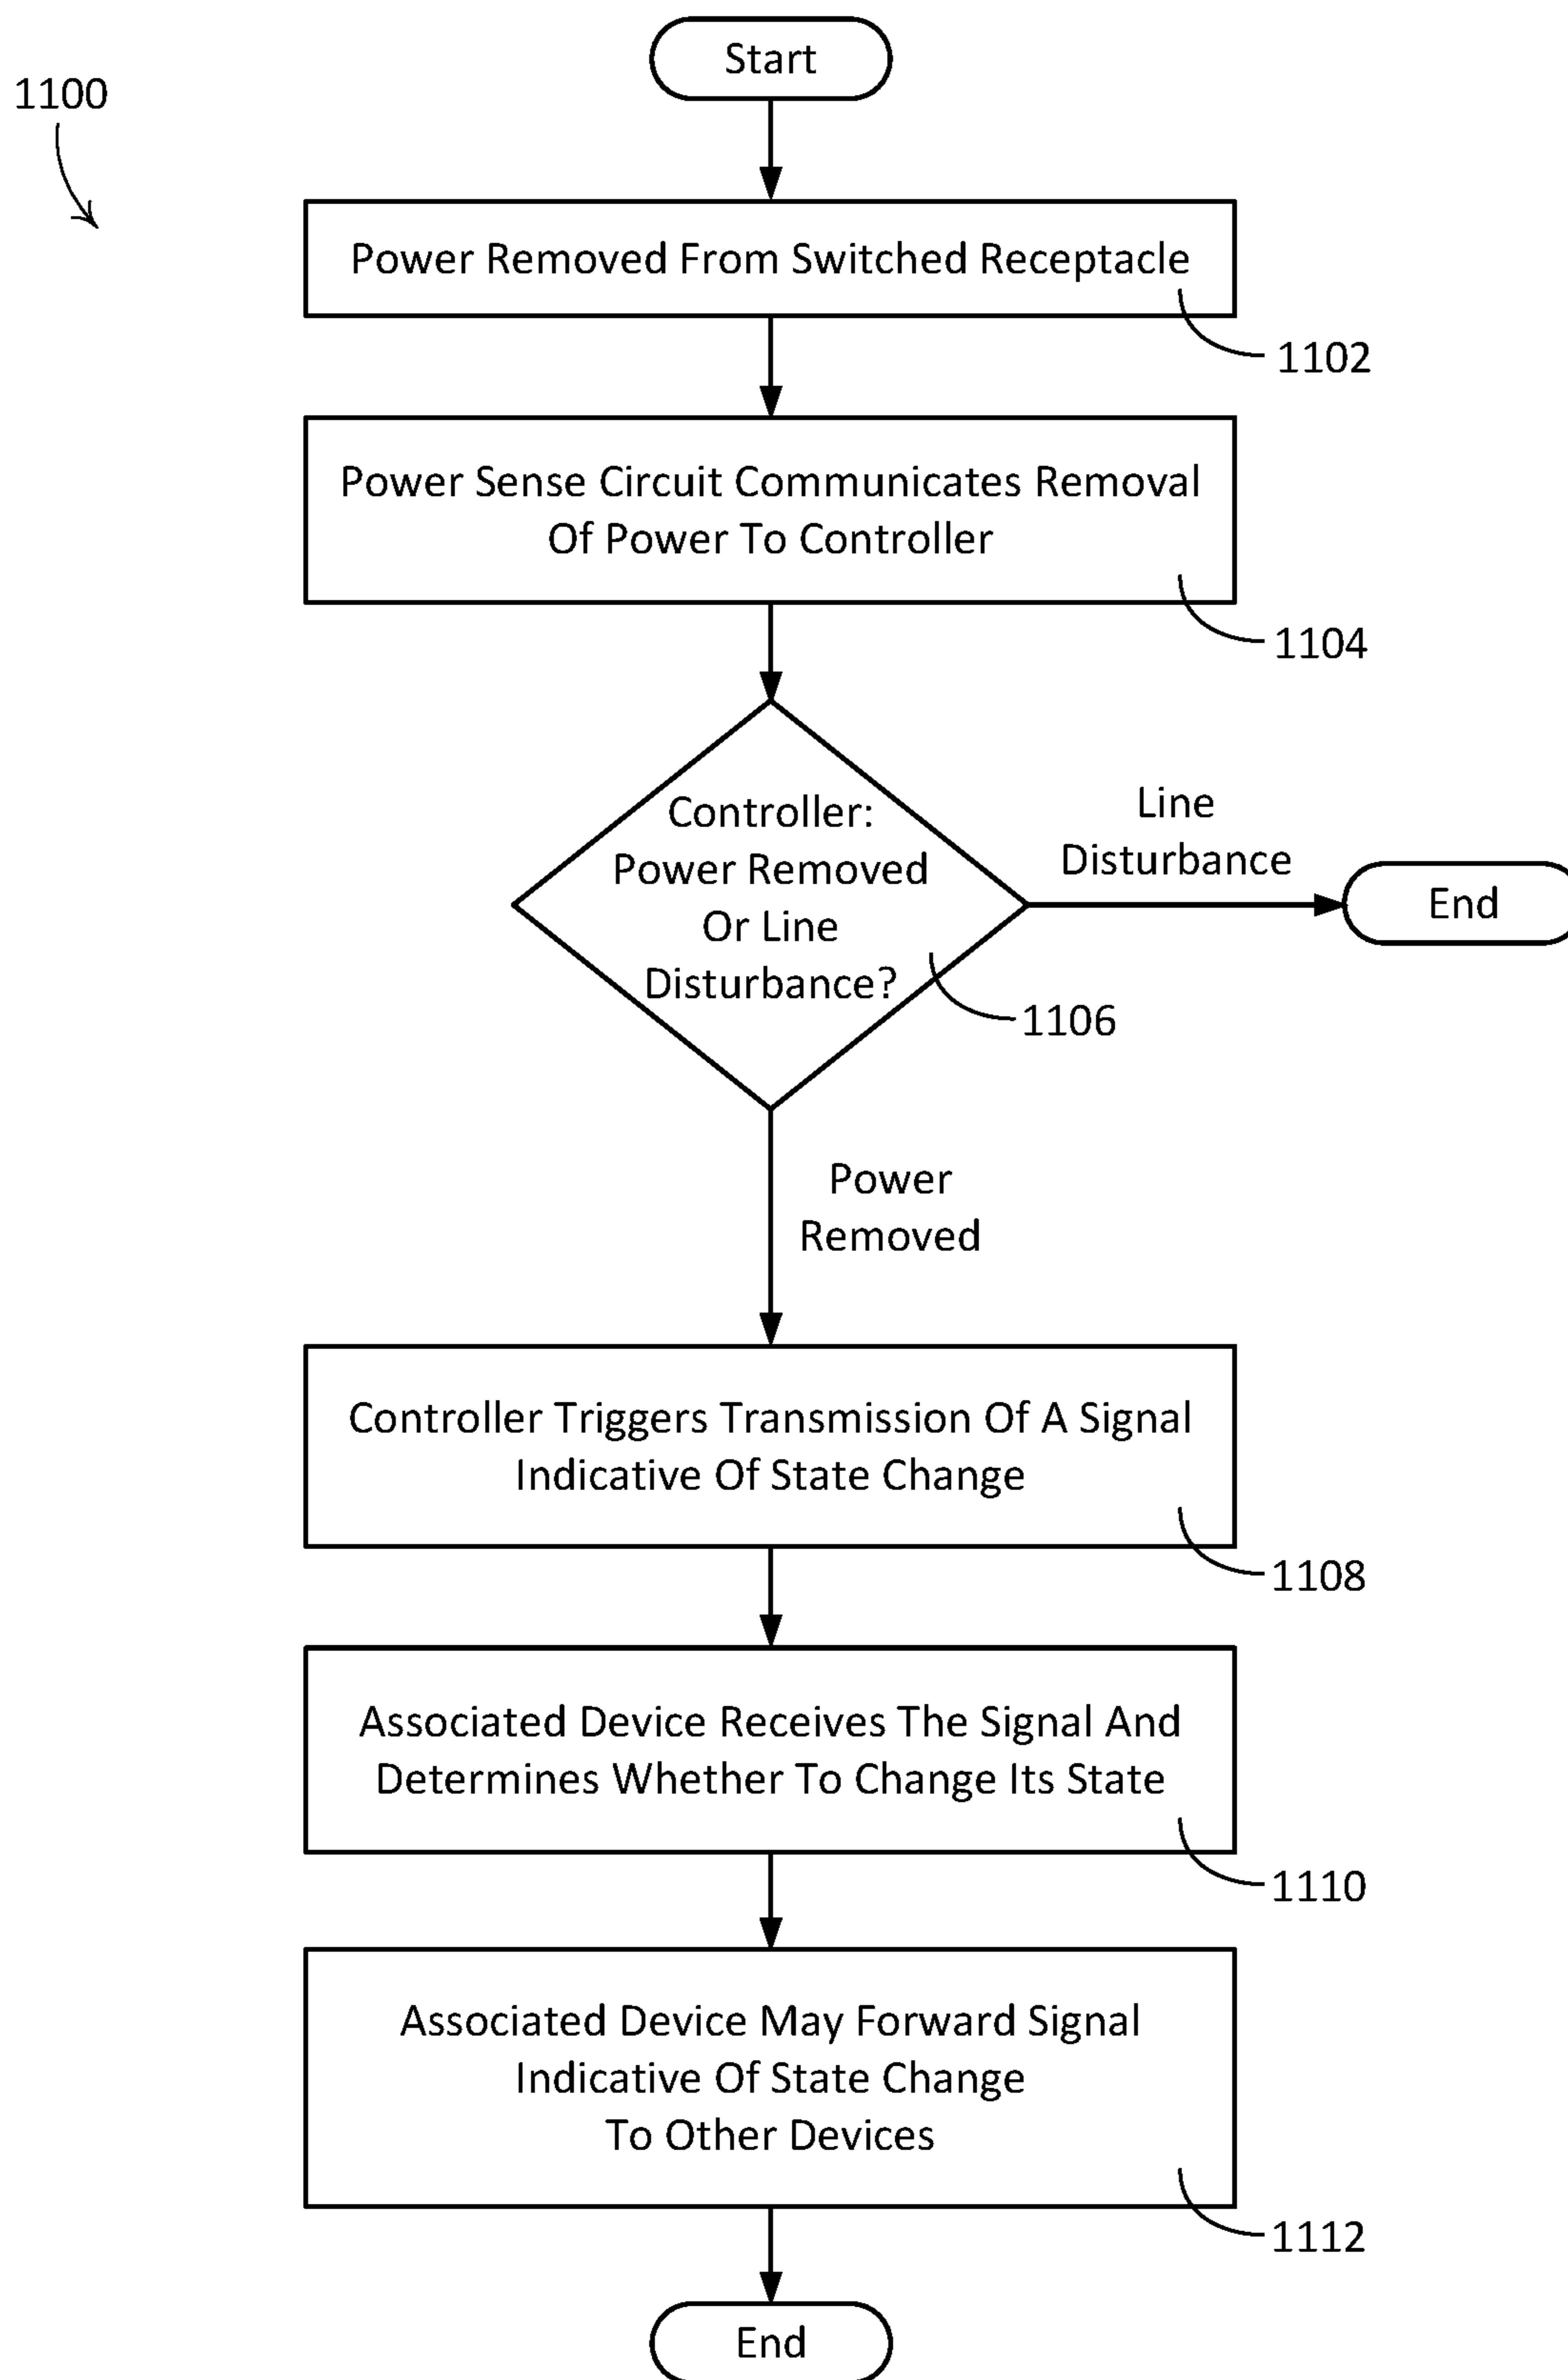 Start
1100
Power Removed From Switched Receptacle
1102
Power Sense Circuit Communicates Removal
Of Power To Controller
1104
Controller:
Power Removed
Or Line
Disturbance?
1106
Line
Disturbance
End
Power
Removed
Controller Triggers Transmission Of A Signal
Indicative Of State Change
1108
Associated Device Receives The Signal And
Determines Whether To Change Its State
1110
Associated Device May Forward Signal
Indicative Of State Change
To Other Devices
1112
End